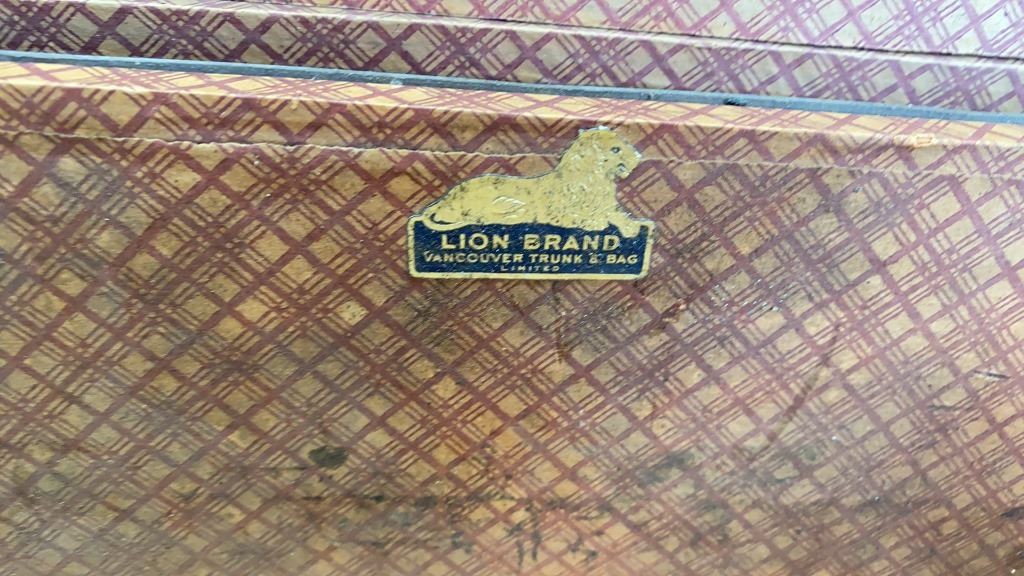 LION BRAND
VANCOUVER TRUNK & BAG
LIMITED